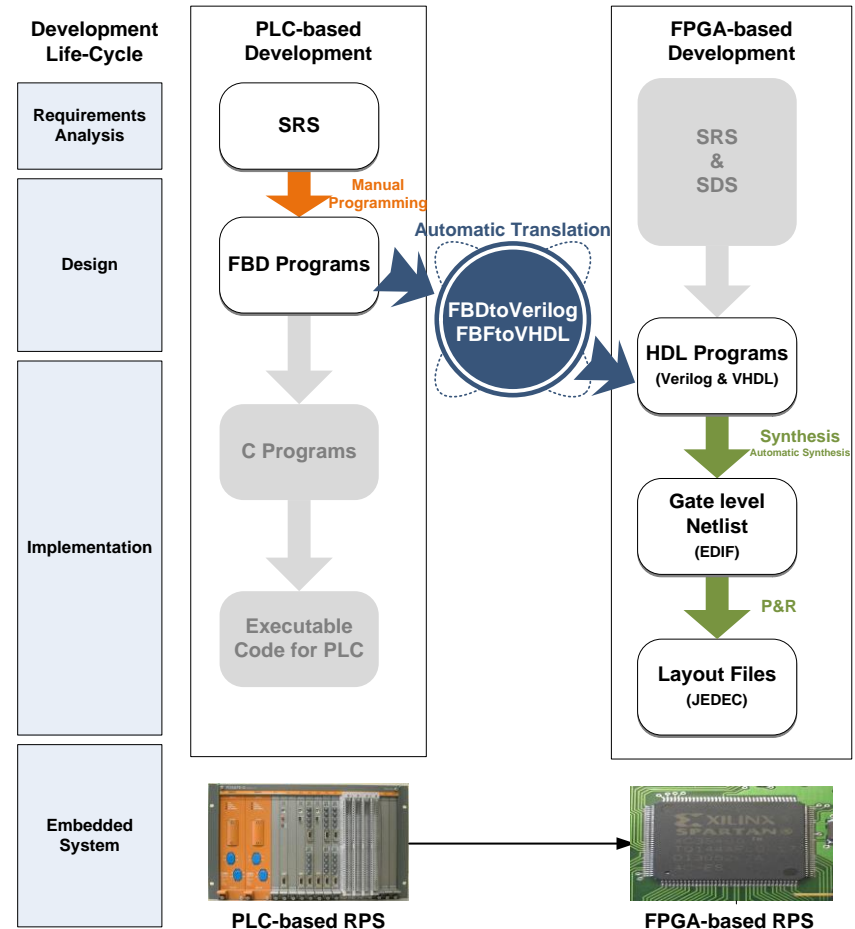 Development
Life-Cycle
PLC-based
Development
FPGA-based
Development
Requirements
Analysis
SRS
SRS
&
SDS
Manual
Programming
Design
FBD Programs
Automatic Translation
FBDtoVerilog
FBFtoVHDL
HDL Programs
(Verilog & VHDL)
Implementation
C Programs
Synthesis
Automatic Synthesis
Gate level
Netlist
(EDIF)
P&R
Executable
Code for PLC
Layout Files
(JEDEC)
Embedded
System
XILINX
SPARTAN®
PLC-based RPS
FPGA-based RPS